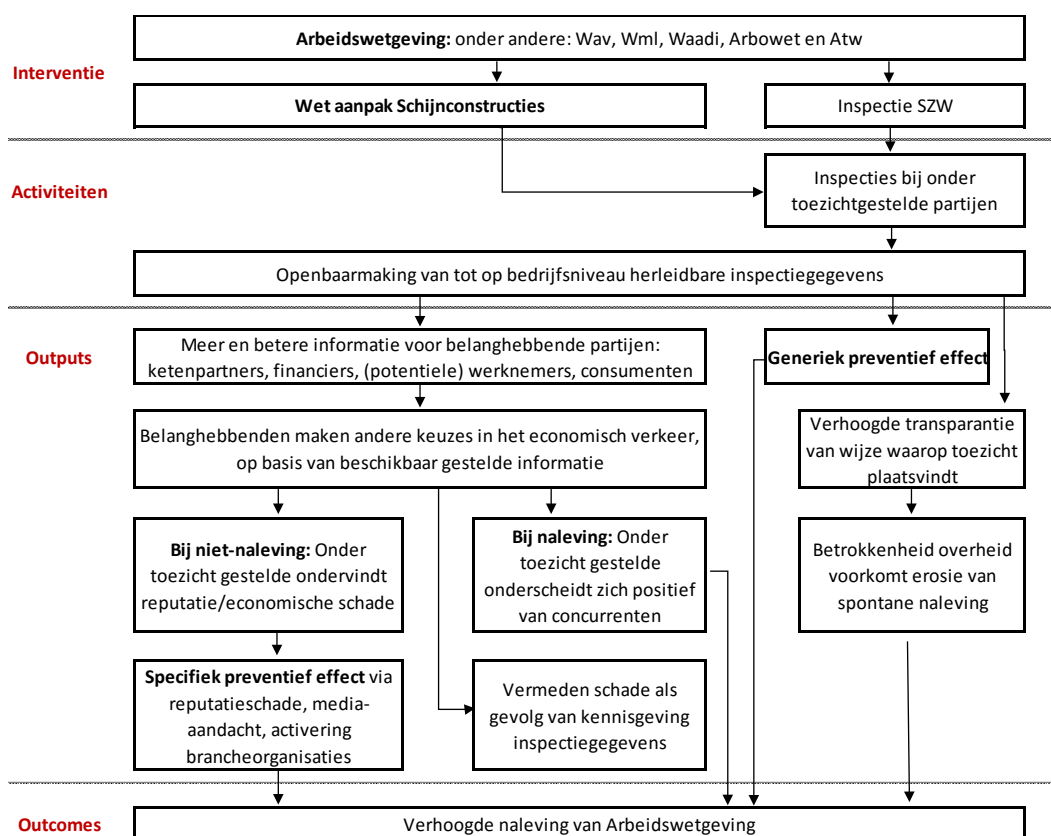 Arbeidswetgeving: onder andere: Wav, Wml, Waadi, Arbowet en Atw
Interventie
Wet aanpak Schijnconstructies
Inspectie SZW
Activiteiten
Inspecties bij onder
toezichtgestelde partijen
Openbaarmaking van tot op bedrijfsniveau herleidbare inspectiegegevens
Outputs
Meer en betere informatie voor belanghebbende partijen:
ketenpartners, financiers, (potentiele) werknemers, consumenten
Generiek preventief effect
Belanghebbenden maken andere keuzes in het economisch verkeer,
op basis van beschikbaar gestelde informatie
Verhoogde transparantie
van wijze waarop toezicht
plaatsvindt
Bij niet-naleving: Onder
toezicht gestelde ondervindt
reputatie/economische schade
Bij naleving: Onder
toezicht gestelde
onderscheidt zich positief
van concurrenten
Betrokkenheid overheid
voorkomt erosie van
spontane naleving
Specifiek preventief effect via
reputatieschade, media-
aandacht, activering
brancheorganisaties
Vermeden schade als
gevolg van kennisgeving
inspectiegegevens
Outcomes
Verhoogde naleving van Arbeidswetgeving